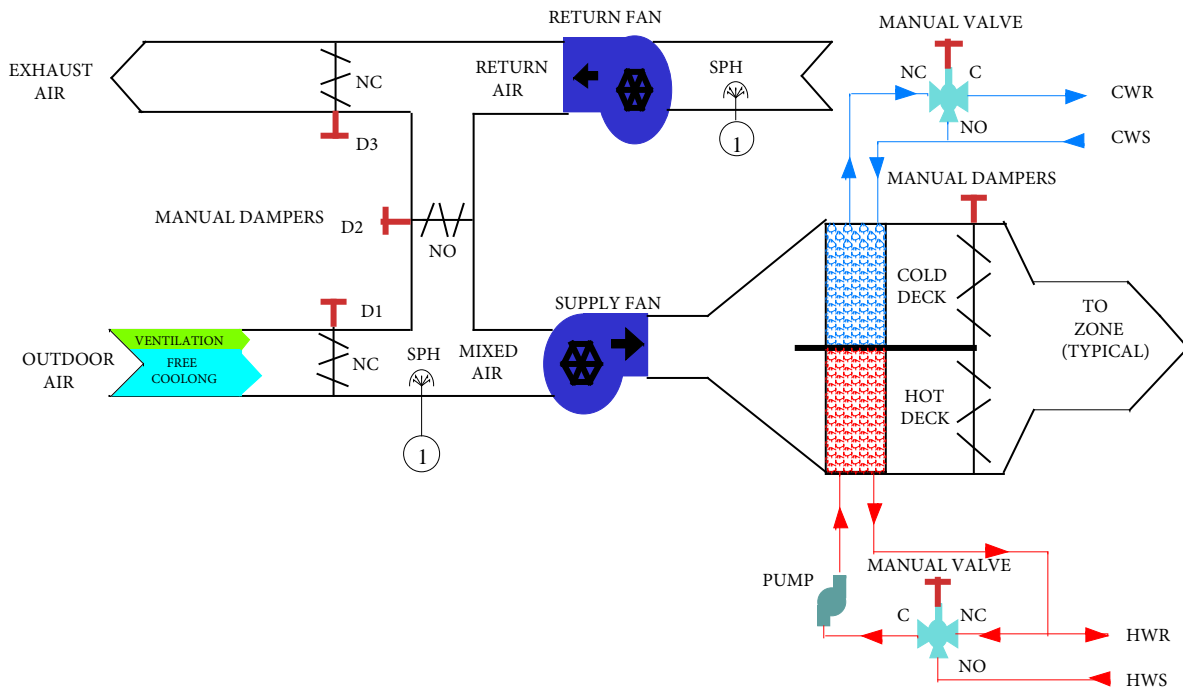 RETURN FAN
MANUAL VALVE
EXHAUST
AIR
NC
RETURN
AIR
SPH
NC
C
CWR
D3
1
NO
CWS
MANUAL DAMPERS
MANUAL DAMPERS
D2
NO
COLD
DECK
SUPPLY FAN
D1
TO
ZONE
(TYPICAL)
VENTILATION
OUTDOOR
AIR
FREE
COOLONG
NC
SPH
MIXED
AIR
HOT
DECK
1
PUMP
MANUAL VALVE
C
NC
HWR
NO
HWS